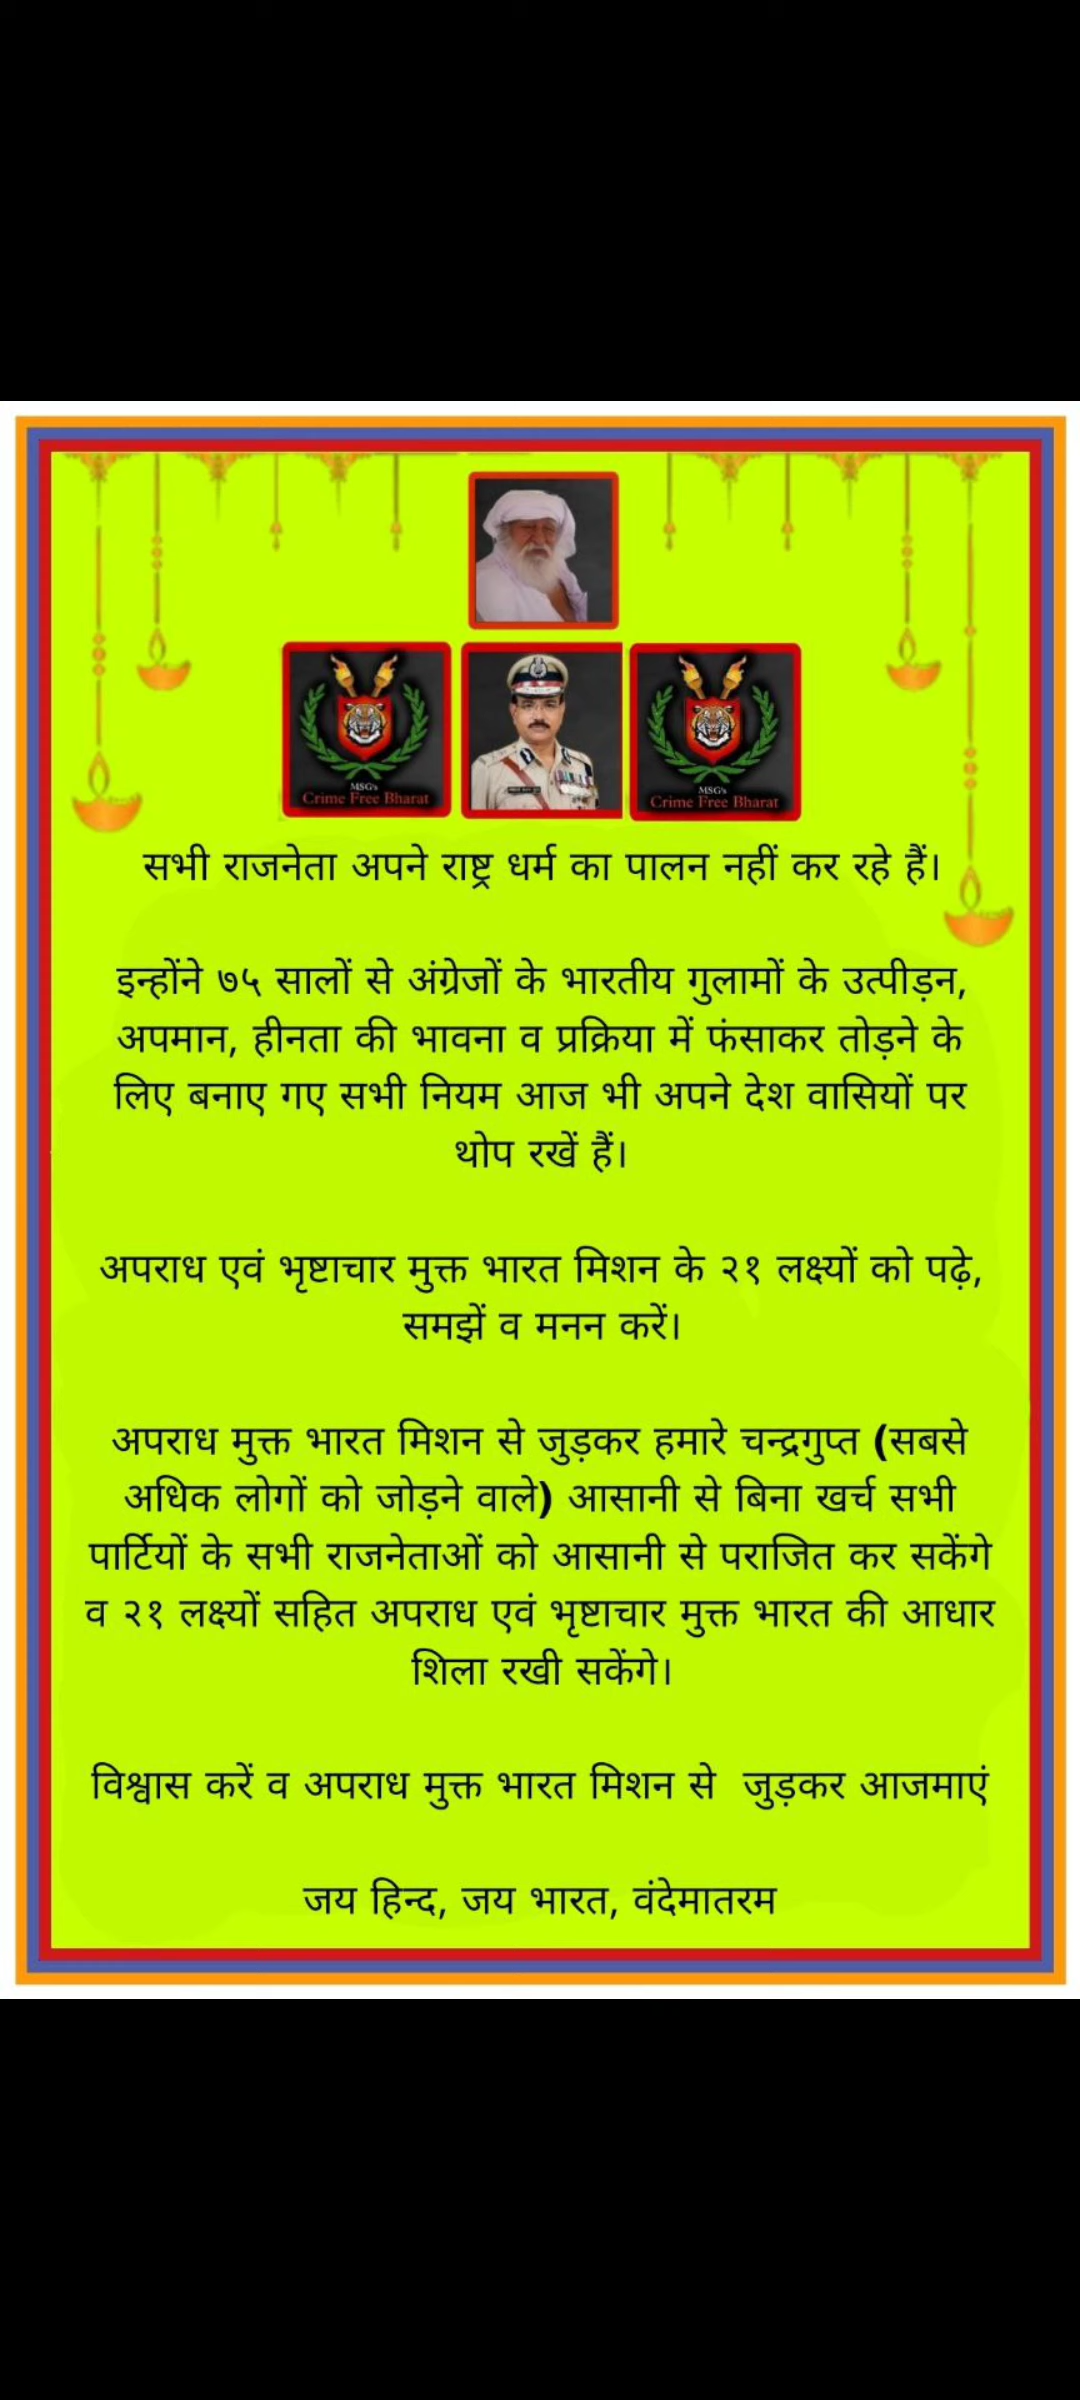 MSG's
Crime Free Bharat
MSG's
Crime Free Bharat
सभी राजनेता अपने राष्ट्र धर्म का पालन नहीं कर रहे हैं।
इन्होंने ७५ सालों से अंग्रेजों के भारतीय गुलामों के उत्पीड़न,
अपमान, हीनता की भावना व प्रक्रिया में फंसाकर तोड़ने के
लिए बनाए गए सभी नियम आज भी अपने देश वासियों पर
थोप रखें हैं।
अपराध एवं भृष्टाचार मुक्त भारत मिशन के २१ लक्ष्यों को पढ़े,
समझें व मनन करें।
अपराध मुक्त भारत मिशन से जुड़कर हमारे चन्द्रगुप्त (सबसे
अधिक लोगों को जोड़ने वाले) आसानी से बिना खर्च सभी
पार्टियों के सभी राजनेताओं को आसानी से पराजित कर सकेंगे
व २१ लक्ष्यों सहित अपराध एवं भृष्टाचार मुक्त भारत की आधार
शिला रखी सकेंगे।
विश्वास करें व अपराध मुक्त भारत मिशन से  जुड़कर आजमाएं
जय हिन्द, जय भारत, वंदेमातरम